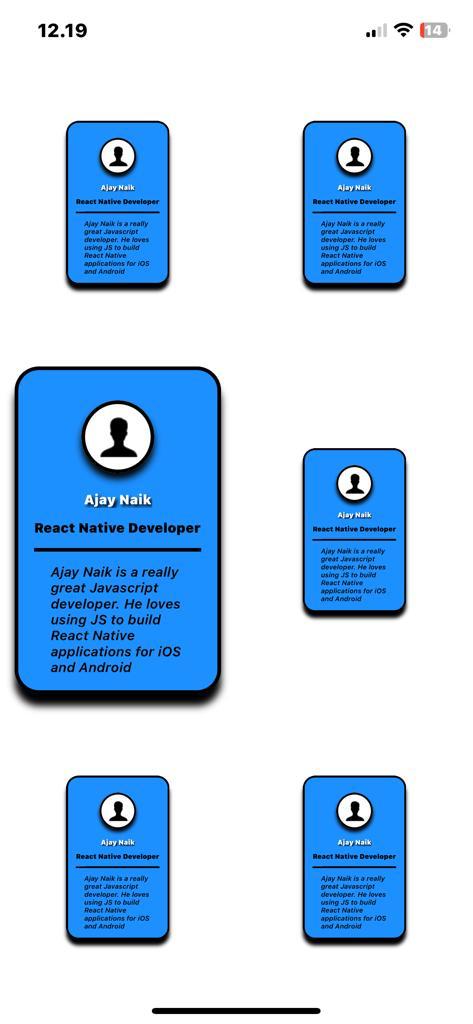 12.19
14
Ajay Naik
React Native Developer
Ajay Naik is a really
great Javascript
developer. He loves
using JS to build
React Native
applications for iOS
and Android
Ajay Naik
React Native Developer
Ajay Naik is a really
great Javascript
developer. He loves
using JS to build
React Native
applications for iOS
and Android
Ajay Naik
React Native Developer
Ajay Naik is a really
great Javascript
developer. He loves
using JS to build
React Native
applications for iOS
and Android
Ajay Naik
React Native Developer
Ajay Naik is a really
great Javascript
developer. He loves
using JS to build
React Native
applications for iOS
and Android
Ajay Naik
React Native Developer
Ajay Naik is a really
great Javascript
developer. He loves
using JS to build
React Native
applications for iOS
and Android
Ajay Naik
React Native Developer
Ajay Naik is a really
great Javascript
developer. He loves
using JS to build
React Native
applications for iOS
and Android